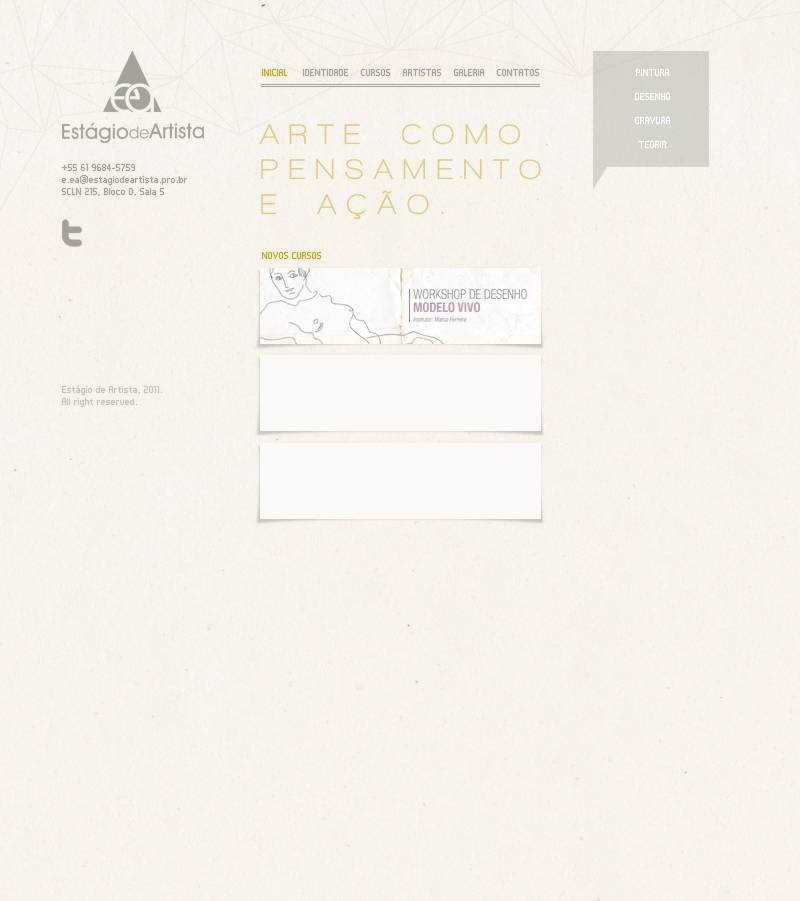 EstágiodeArtista
+55 61 9684-5759
e.ea@estagiodeartista.pro.br
SCLN 215, Bloco D, Sala 5
Estágio de Artista, 2011.
All right reserved.
INICIAL IDENTIDADE CURSOS ARTISTAS GALERIA CONTATOS
ARTE COMO
PENSAMENTO
E AÇÃO
NOVOS CURSOS
WORKSHOP DE DESENHO
MODELO VIVO
Instrutor: Marco Ferreira
PINTURA
DESENHO
GRAVURA
TEORIA